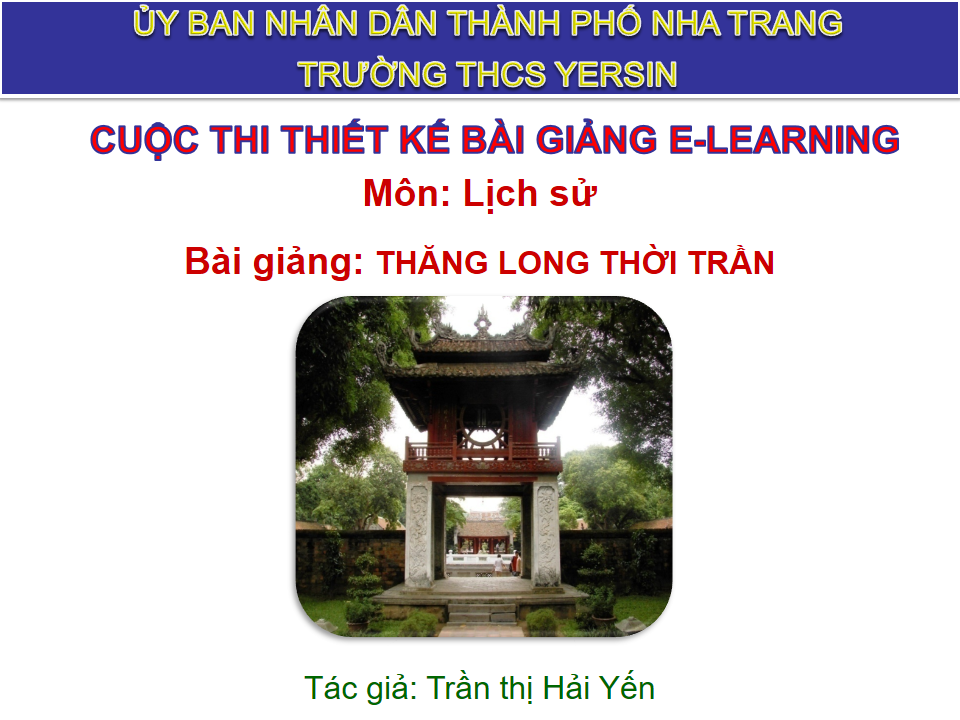 ỦY BAN NHÂN DÂN THÀNH PHỐ NHA TRANG
TRƯỜNG THCS YERSIN
CUỘC THI THIẾT KẾ BÀI GIẢNG E-LEARNING
Môn: Lịch sử
Bài giảng: THĂNG LONG THỜI TRẦN
Tác giả: Trần thị Hải Yến